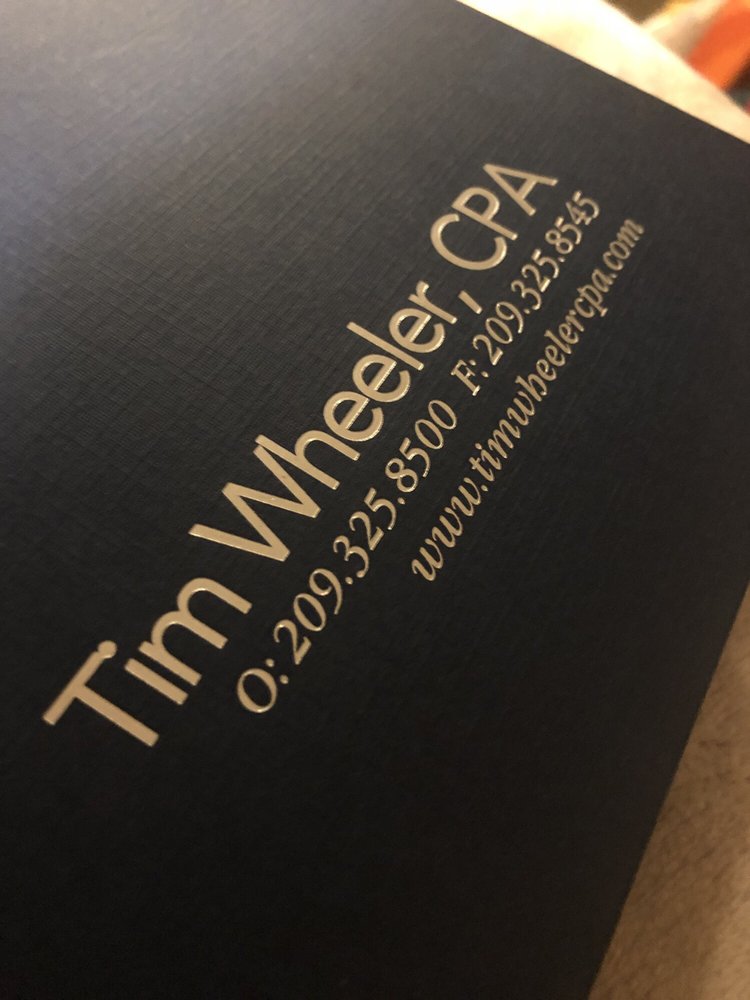 Tim Wheeler, CPA
O: 209.325.8500 F: 209.325.8545
www.timwheelercpa.com